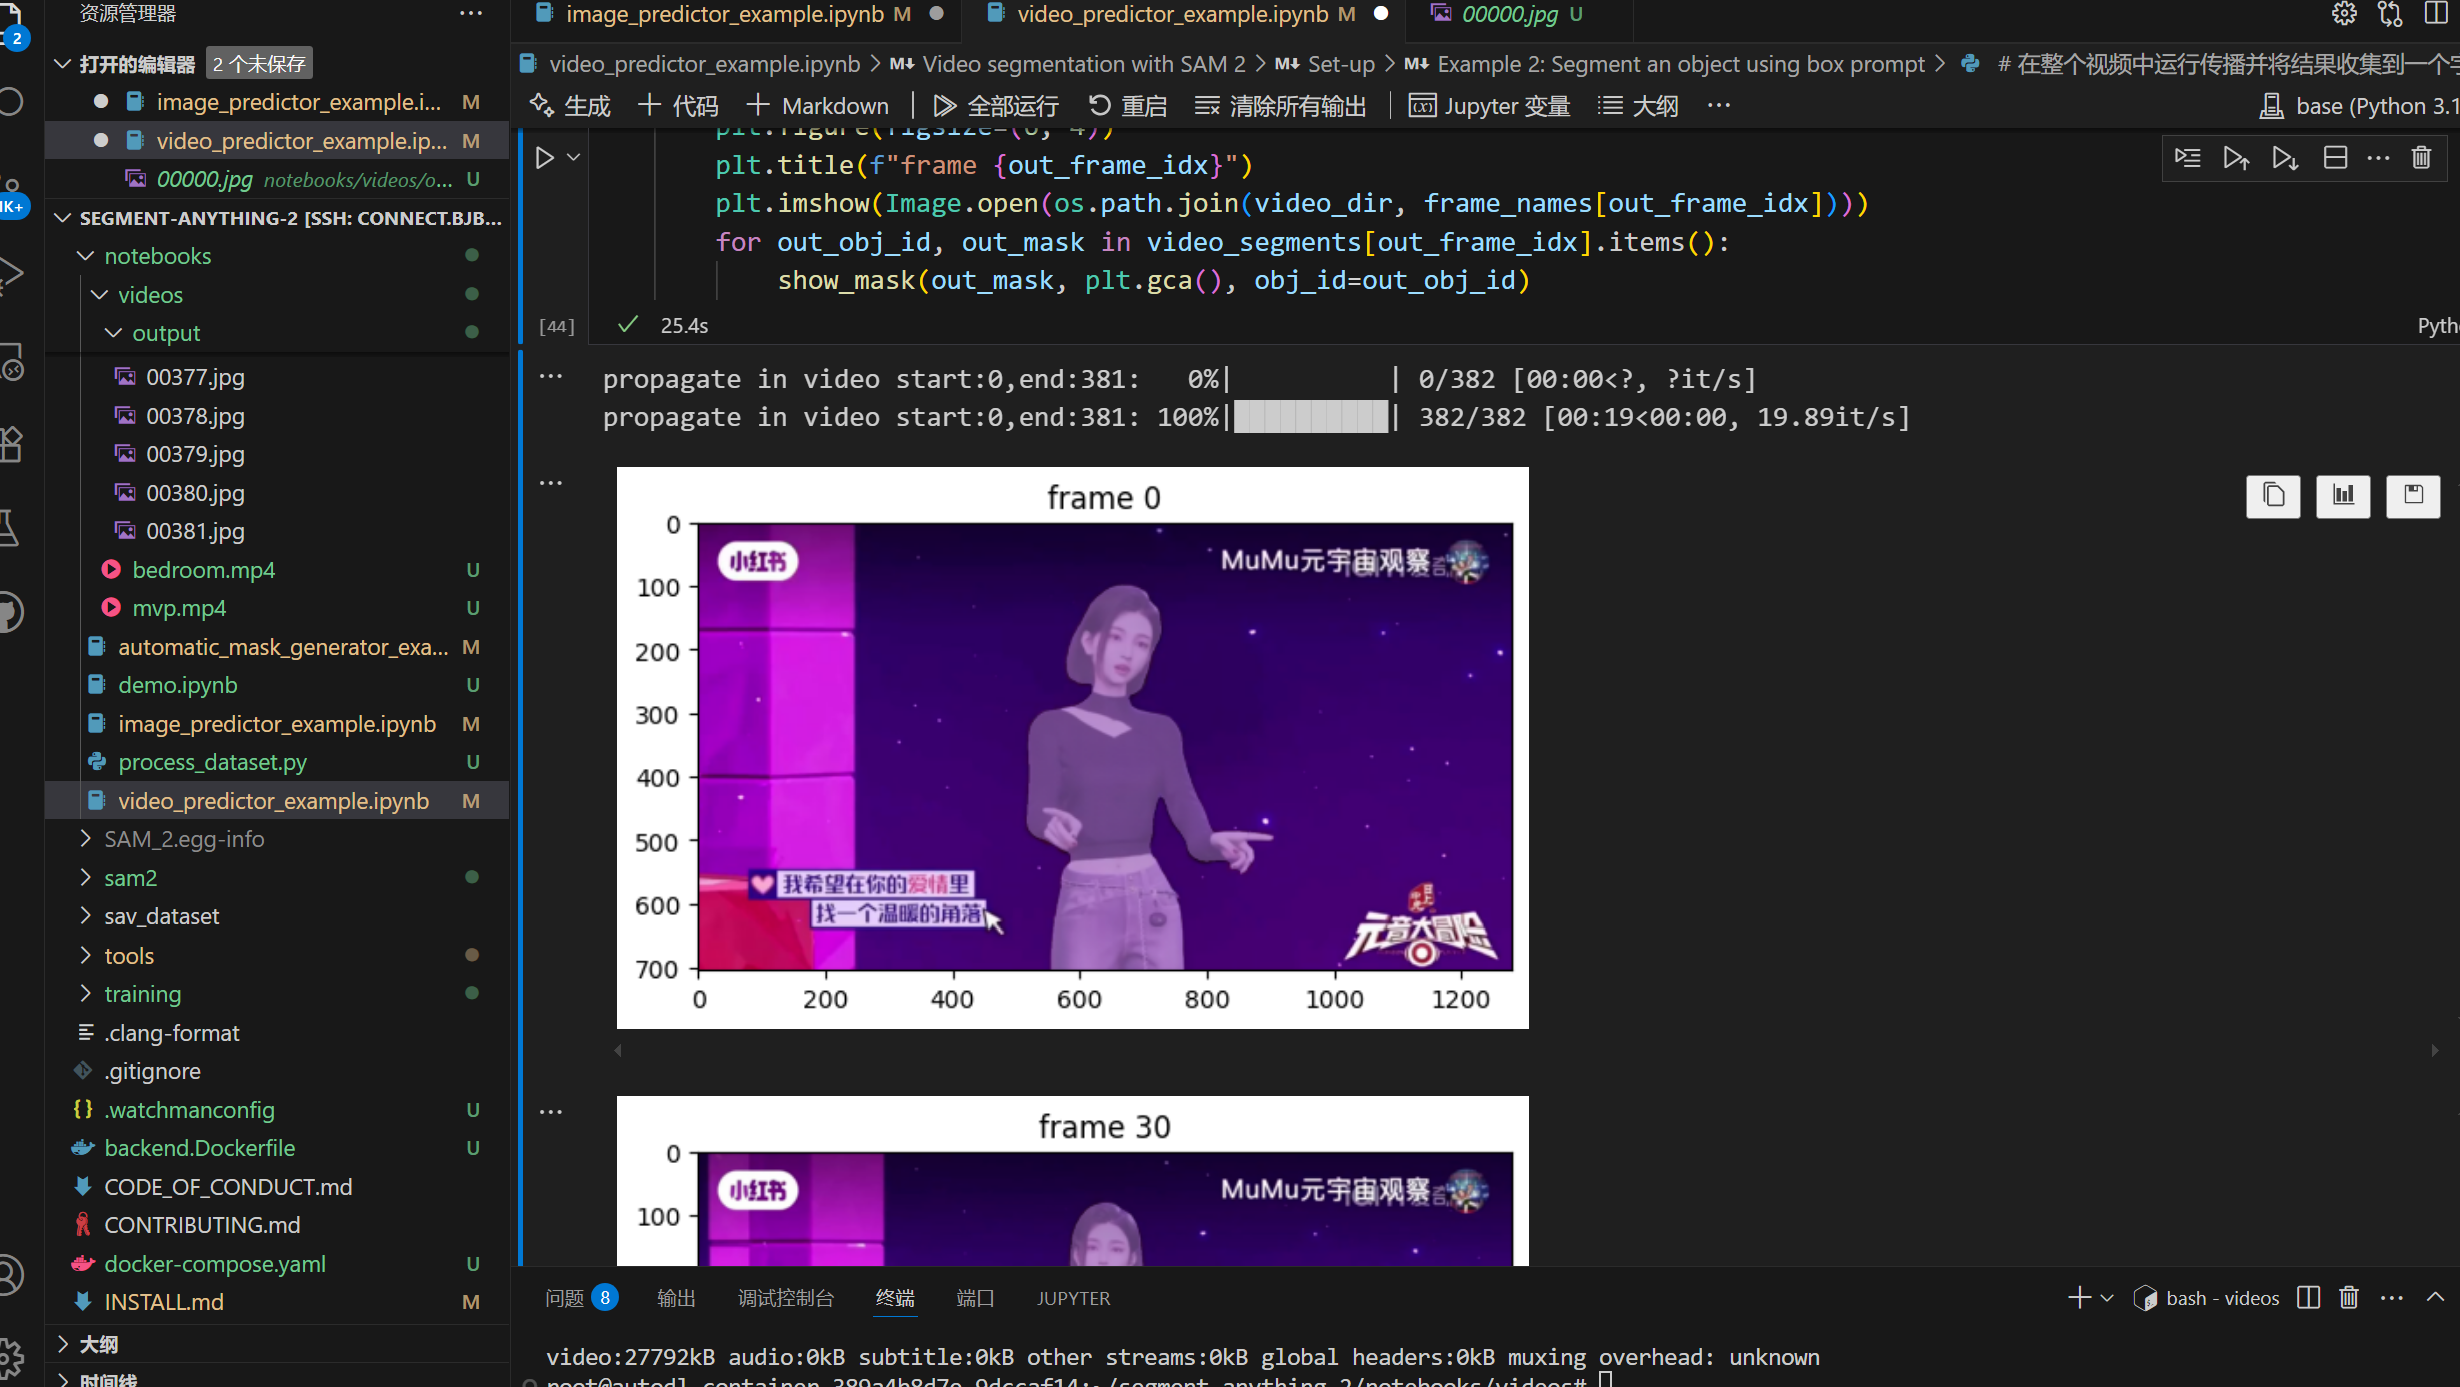 资源管理器
image_predictor_example.ipynb M
video_predictor_example.ipynb M
00000.jpg U
2
打开的编辑器 2 个未保存
image_predictor_example.i... M
video_predictor_example.ip... M
00000.jpg notebooks/videos/o... U
K+
SEGMENT-ANYTHING-2 [SSH: CONNECT.BJB...
notebooks
videos
output
00377.jpg
00378.jpg
00379.jpg
00380.jpg
00381.jpg
bedroom.mp4 U
mvp.mp4 U
automatic_mask_generator_exa... M
demo.ipynb U
image_predictor_example.ipynb M
process_dataset.py U
video_predictor_example.ipynb M
SAM_2.egg-info
sam2
sav_dataset
tools
training
.clang-format
.gitignore
.watchmanconfig U
backend.Dockerfile U
CODE_OF_CONDUCT.md
CONTRIBUTING.md
docker-compose.yaml U
INSTALL.md M
大纲
时间线
video_predictor_example.ipynb > M↓ Video segmentation with SAM 2 > M↓ Set-up > M↓ Example 2: Segment an object using box prompt > # 在整个视频中运行传播并将结果收集到一个字
生成 + 代码 + Markdown | 全部运行 重启 清除所有输出 | Jupyter 变量 大纲 ...
base (Python 3.1
plt.figure(figsize=(6, 4))
plt.title(f"frame {out_frame_idx}")
plt.imshow(Image.open(os.path.join(video_dir, frame_names[out_frame_idx])))
for out_obj_id, out_mask in video_segments[out_frame_idx].items():
show_mask(out_mask, plt.gca(), obj_id=out_obj_id)
[44] 25.4s
Pyth
propagate in video start:0,end:381:   0%|          | 0/382 [00:00<?, ?it/s]
propagate in video start:0,end:381: 100%|██████████| 382/382 [00:19<00:00, 19.89it/s]
frame 0
0
100
200
300
400
500
600
700
0 200 400 600 800 1000 1200
小红书
MuMu元宇宙观察
我希望在你的爱情里
找一个温暖的角落
元音大冒险
frame 30
0
100
小红书
MuMu元宇宙观察
问题 8 输出 调试控制台 终端 端口 JUPYTER
bash - videos
video:27792kB audio:0kB subtitle:0kB other streams:0kB global headers:0kB muxing overhead: unknown